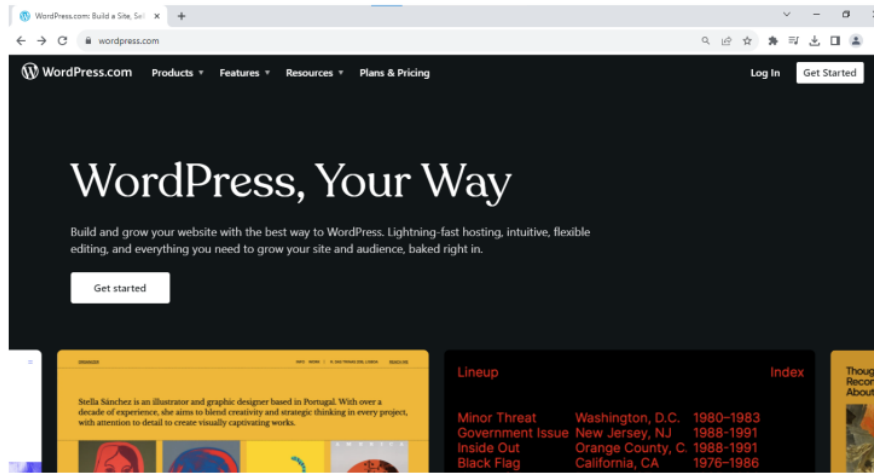 WordPress.com: Build a Site, Sel
wordpress.com
WordPress.com Products Features Resources Plans & Pricing Log In Get Started
WordPress, Your Way
Build and grow your website with the best way to WordPress. Lightning-fast hosting, intuitive, flexible
editing, and everything you need to grow your site and audience, baked right in.
Get started
Stella Sánchez is an illustrator and graphic designer based in Portugal. With over a
decade of experience, she aims to blend creativity and strategic thinking in every project,
with attention to detail to create visually captivating works.
Lineup Index
Minor Threat Washington, D.C. 1980–1983
Government Issue New Jersey, NJ 1988-1991
Inside Out Orange County, C 1988-1991
Black Flag California, CA 1976–1986
Thoug
Recor
About